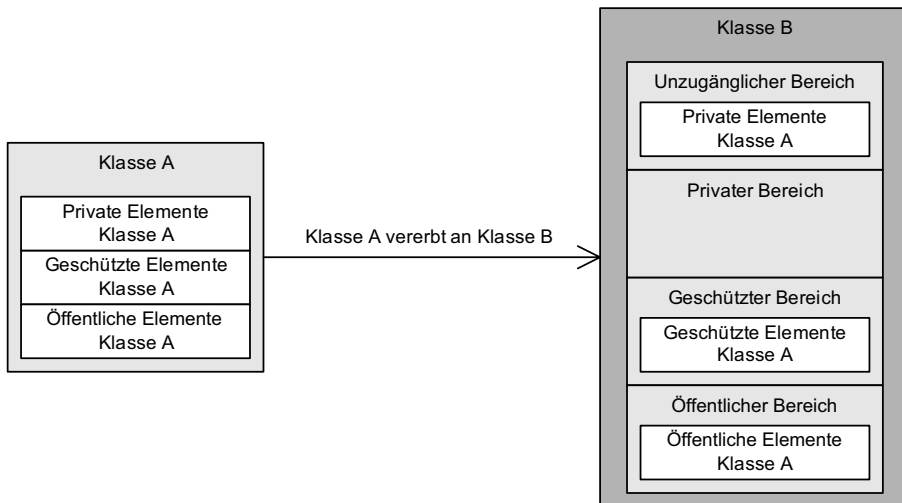 Klasse A
Private Elemente
Klasse A
Geschützte Elemente
Klasse A
Öffentliche Elemente
Klasse A
Klasse A vererbt an Klasse B
Klasse B
Unzugänglicher Bereich
Private Elemente
Klasse A
Privater Bereich
Geschützter Bereich
Geschützte Elemente
Klasse A
Öffentlicher Bereich
Öffentliche Elemente
Klasse A